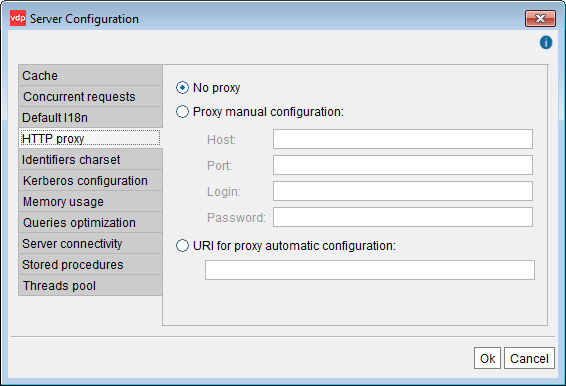 vdp Server Configuration
i
Cache
Concurrent requests
Default I18n
HTTP proxy
Identifiers charset
Kerberos configuration
Memory usage
Queries optimization
Server connectivity
Stored procedures
Threads pool
No proxy
Proxy manual configuration:
Host:
Port:
Login:
Password:
URI for proxy automatic configuration:
Ok Cancel